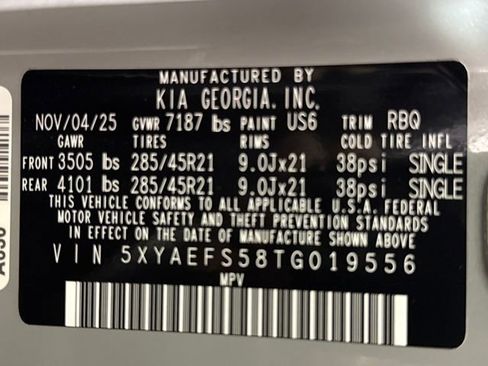 MANUFACTURED BY
KIA GEORGIA. INC.
NOV/04/25 GVWR 7187 lbs PAINT US6 TRIM RBQ
GAWR TIRES RIMS COLD TIRE INFL
FRONT 3505 lbs 285/45R21 9.0Jx21 38psi SINGLE
REAR 4101 lbs 285/45R21 9.0Jx21 38psi SINGLE
THIS VEHICLE CONFORMS TO ALL APPLICABLE U.S.A. FEDERAL
MOTOR VEHICLE SAFETY AND THEFT PREVENTION STANDARDS
IN EFFECT ON THE DATE OF MANUFACTURE SHOWN ABOVE.
VIN 5XYAEFS58TG019556
MPV